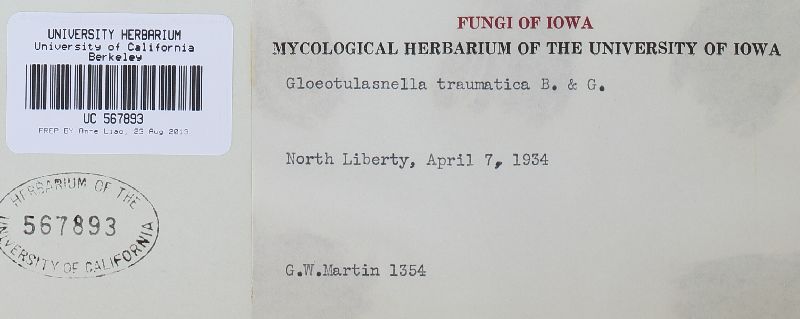 UNIVERSITY HERBARIUM
University of California
Berkeley
UC 567893
PREP BY Anne Liao, 23 Aug 2013
HERBARIUM OF THE
567893
UNIVERSITY OF CALIFORNIA
FUNGI OF IOWA
MYCOLOGICAL HERBARIUM OF THE UNIVERSITY OF IOWA
Gloeotulasnella traumatica B. & G.
North Liberty, April 7, 1934
G.W.Martin 1354